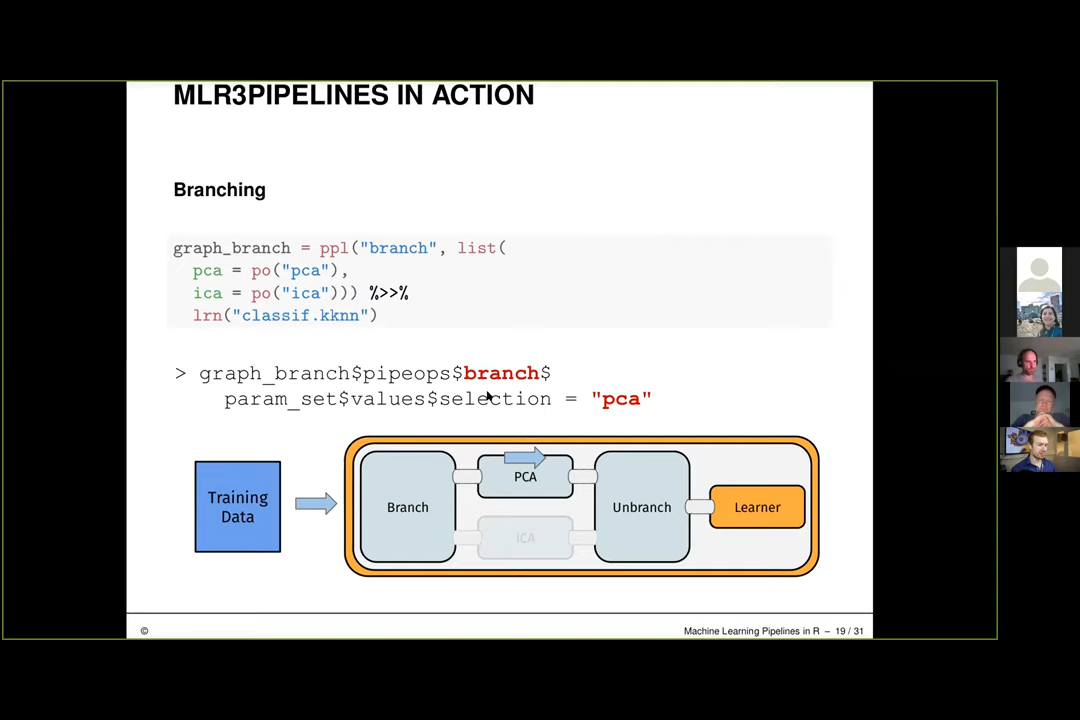 MLR3PIPELINES IN ACTION
Branching
graph_branch = ppl("branch", list(
pca = po("pca"),
ica = po("ica"))) %>>%
lrn("classif.kknn")
> graph_branch$pipeops$branch$
param_set$values$selection = "pca"
Training
Data
Branch
PCA
ICA
Unbranch
Learner
©
Machine Learning Pipelines in R – 19 / 31